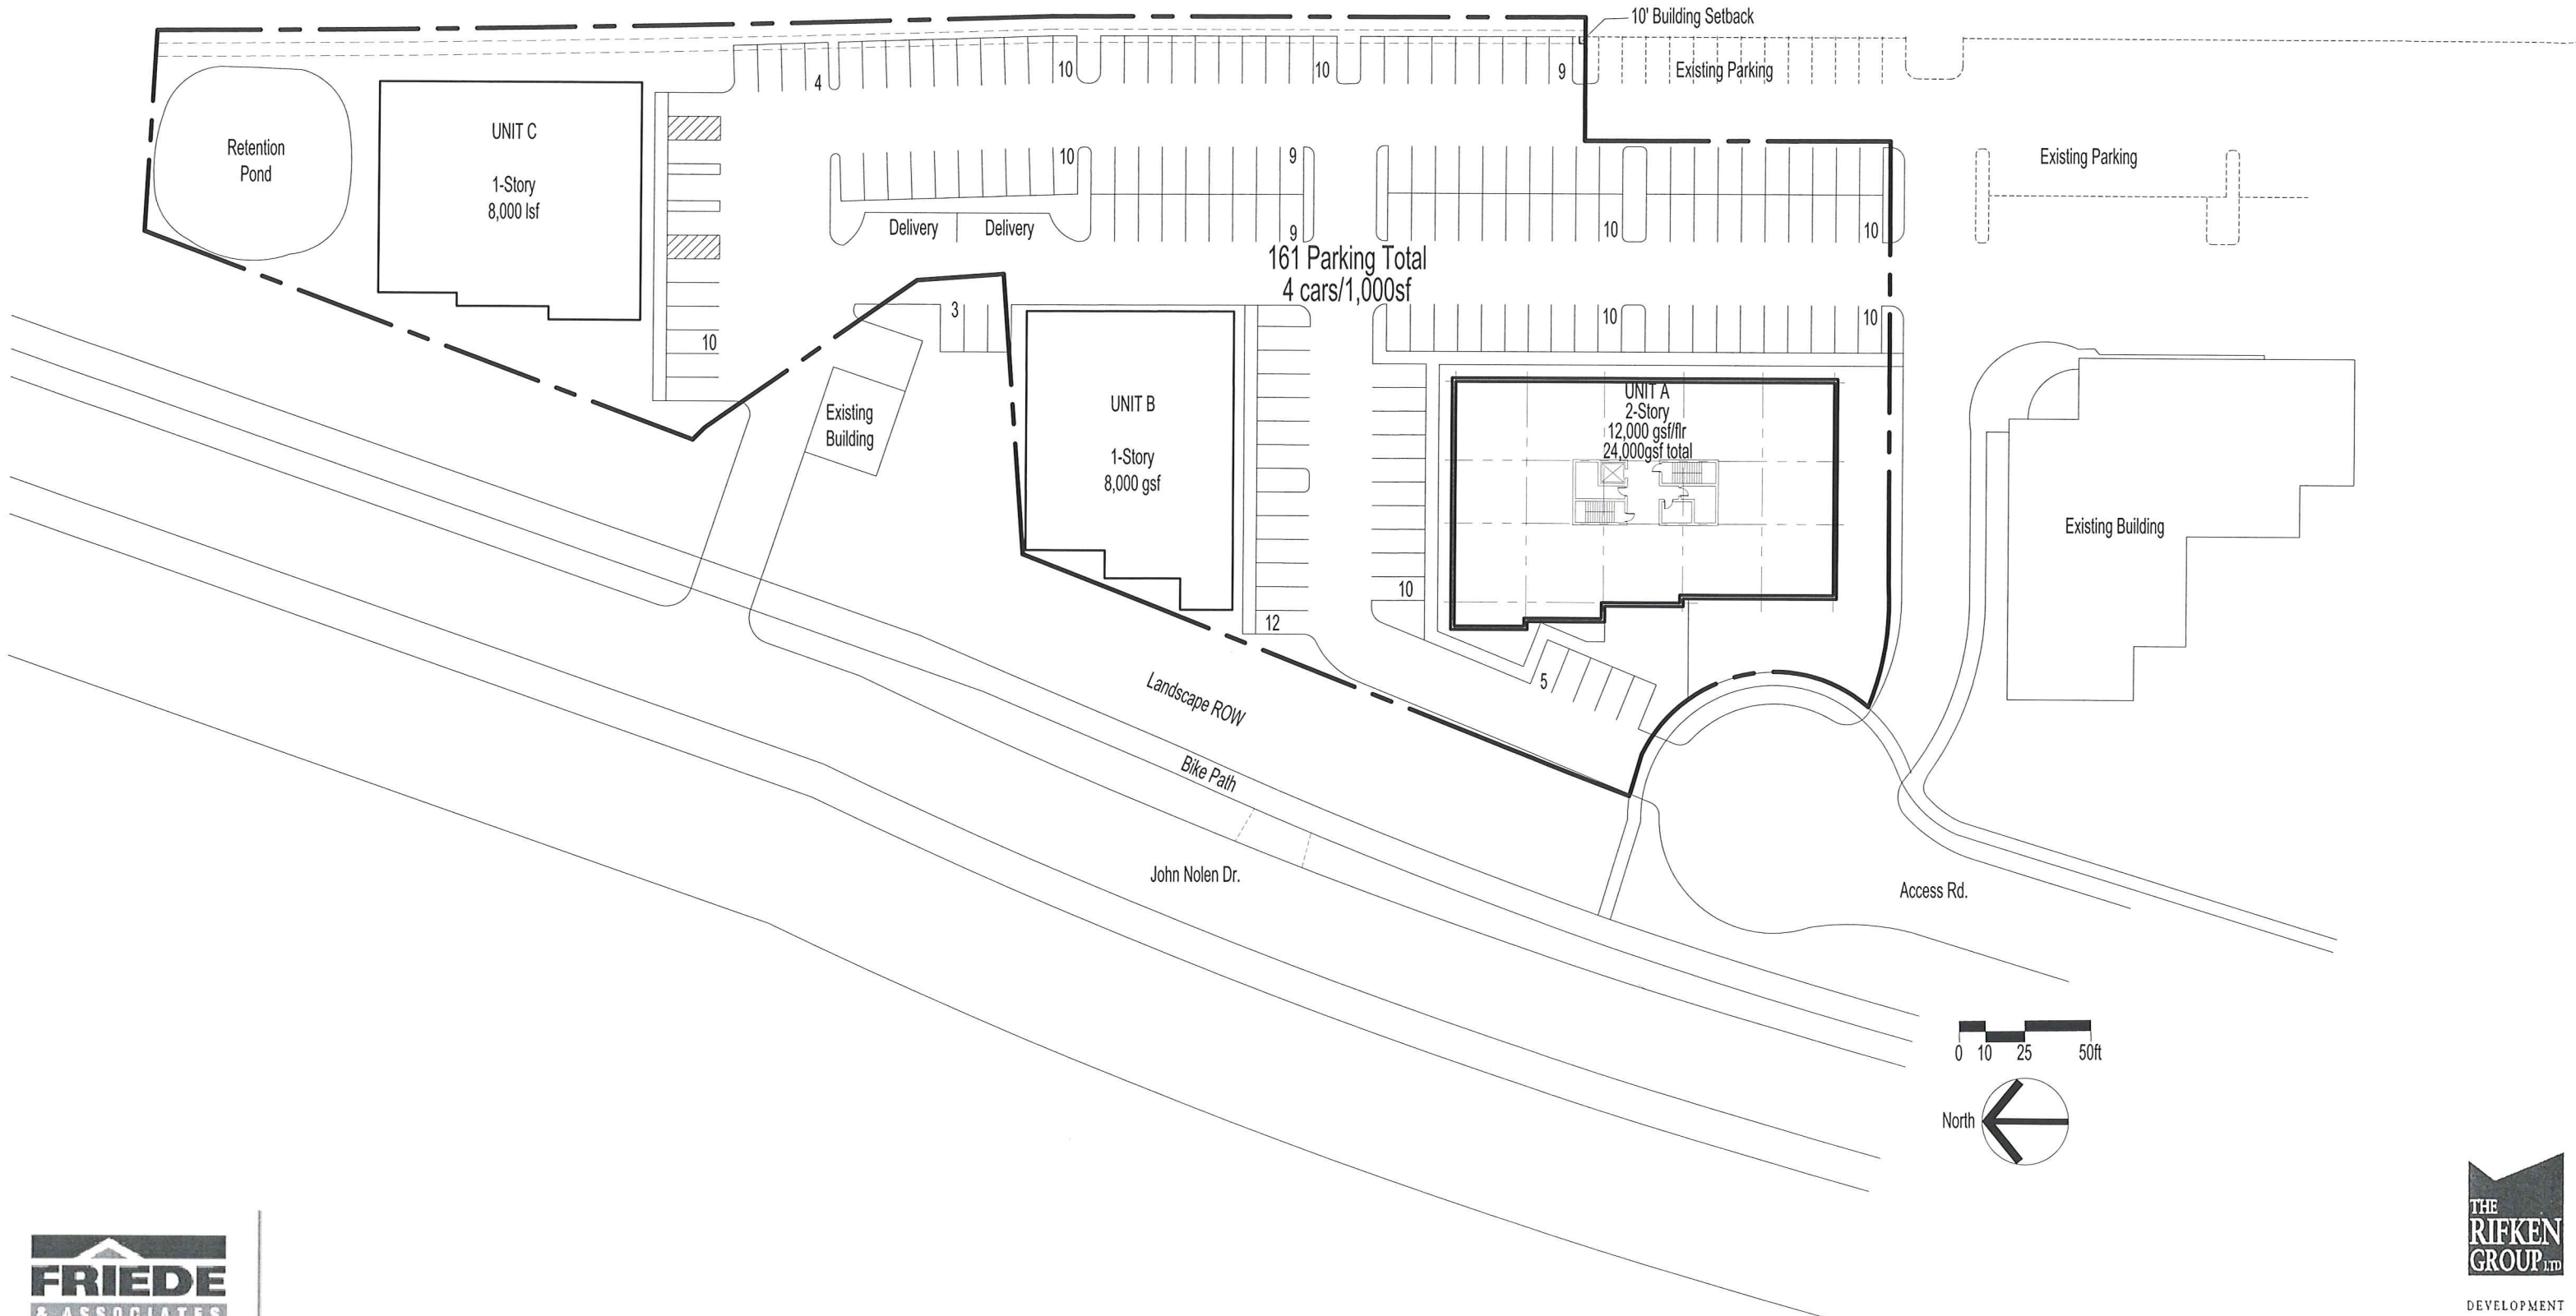 10' Building Setback
4
10
10
9
Existing Parking
UNIT C
1-Story
8,000 lsf
Retention
Pond
10
9
Existing Parking
Delivery
Delivery
9
10
10
161 Parking Total
4 cars/1,000sf
3
10
10
10
Existing
Building
UNIT B
1-Story
8,000 gsf
UNIT A
2-Story
12,000 gsf/flr
24,000gsf total
Existing Building
10
12
5
Landscape ROW
Bike Path
John Nolen Dr.
Access Rd.
0 10 25 50ft
North
FRIEDE
& ASSOCIATES
THE
RIFKEN
GROUP LTD
DEVELOPMENT